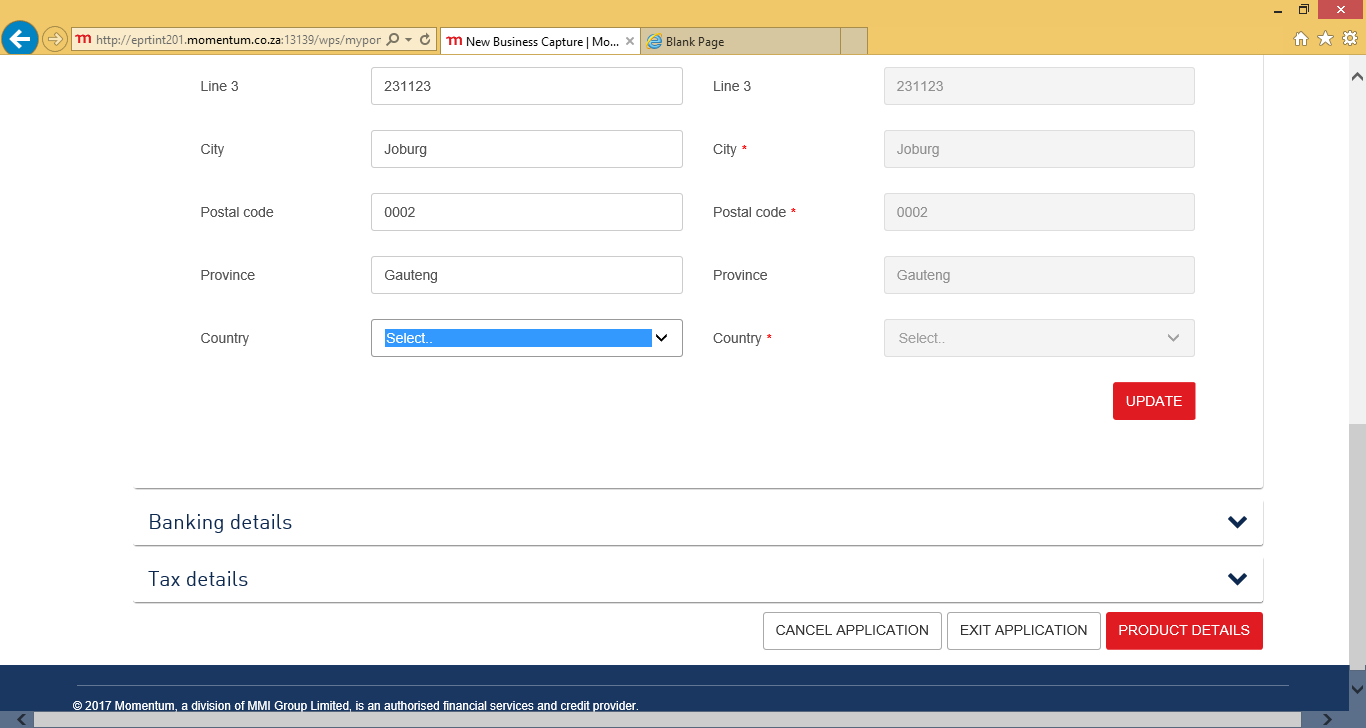 http://eprtint201.momentum.co.za:13139/wps/mypor
m New Business Capture | Mo...
Blank Page
Line 3 231123 Line 3 231123
City Joburg City * Joburg
Postal code 0002 Postal code * 0002
Province Gauteng Province Gauteng
Country Select.. Country * Select..
UPDATE
Banking details
Tax details
CANCEL APPLICATION EXIT APPLICATION PRODUCT DETAILS
© 2017 Momentum, a division of MMI Group Limited, is an authorised financial services and credit provider.